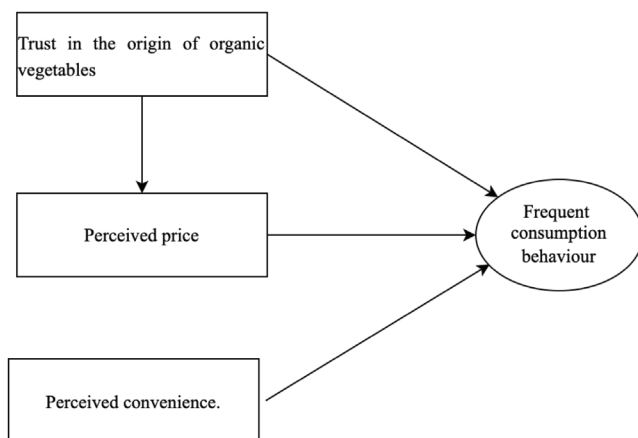 Trust in the origin of organic
vegetables
Perceived price
Frequent
consumption
behaviour
Perceived convenience.